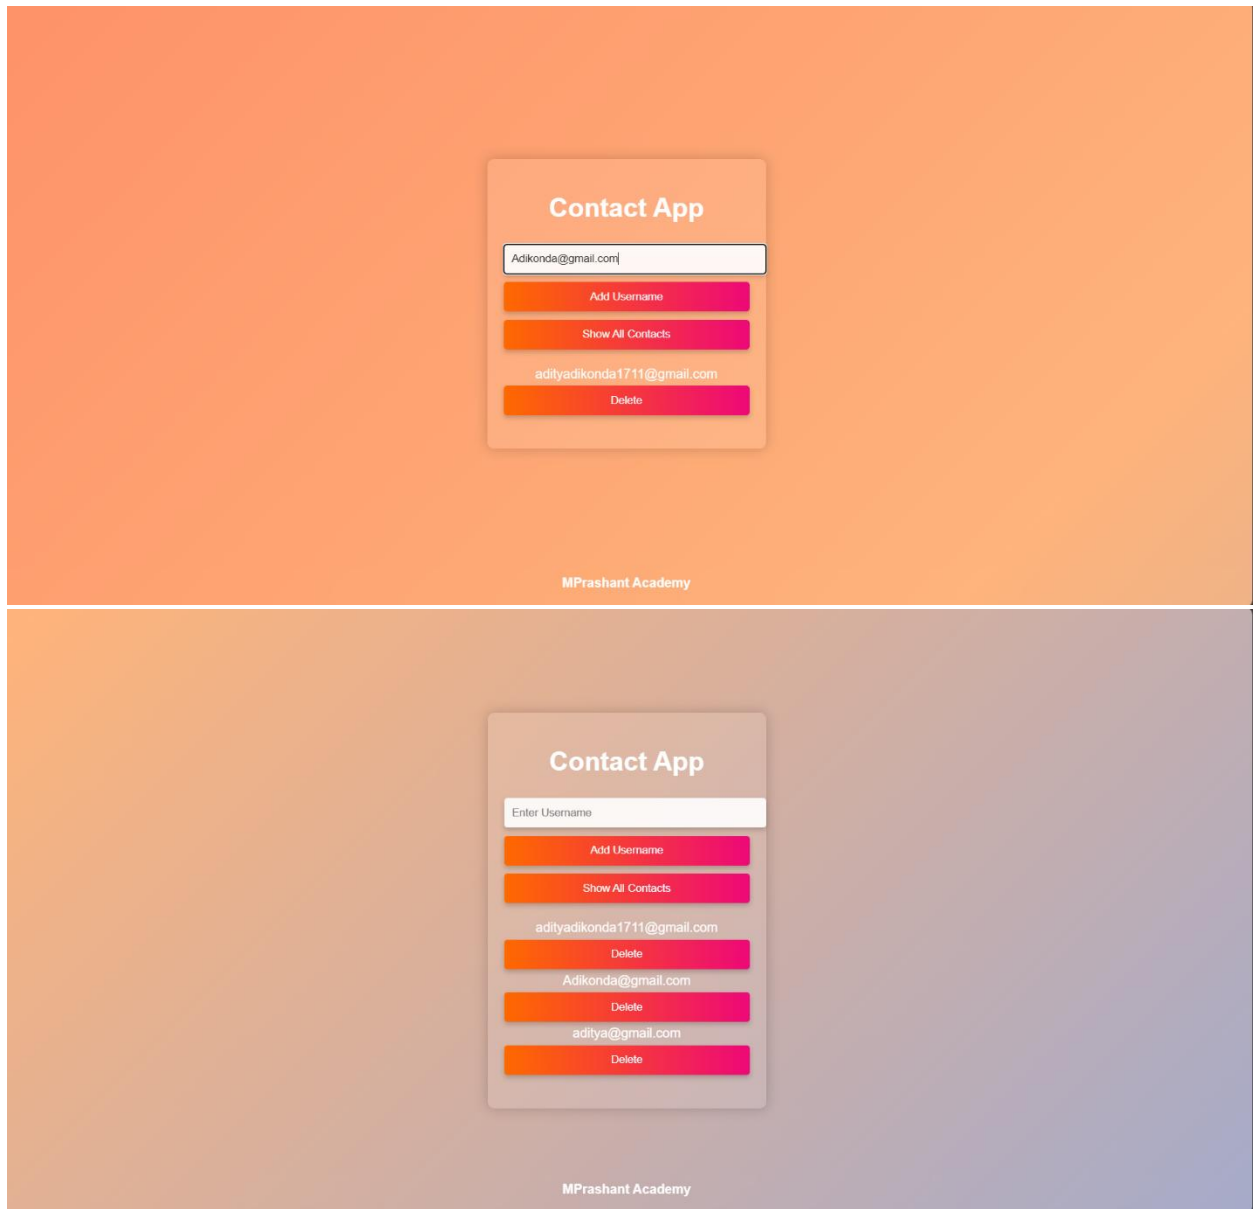 Contact App
Adikonda@gmail.com
Add Username
Show All Contacts
adityadikonda1711@gmail.com
Delete
MPrashant Academy
Contact App
Enter Username
Add Username
Show All Contacts
adityadikonda1711@gmail.com
Delete
Adikonda@gmail.com
Delete
aditya@gmail.com
Delete
MPrashant Academy